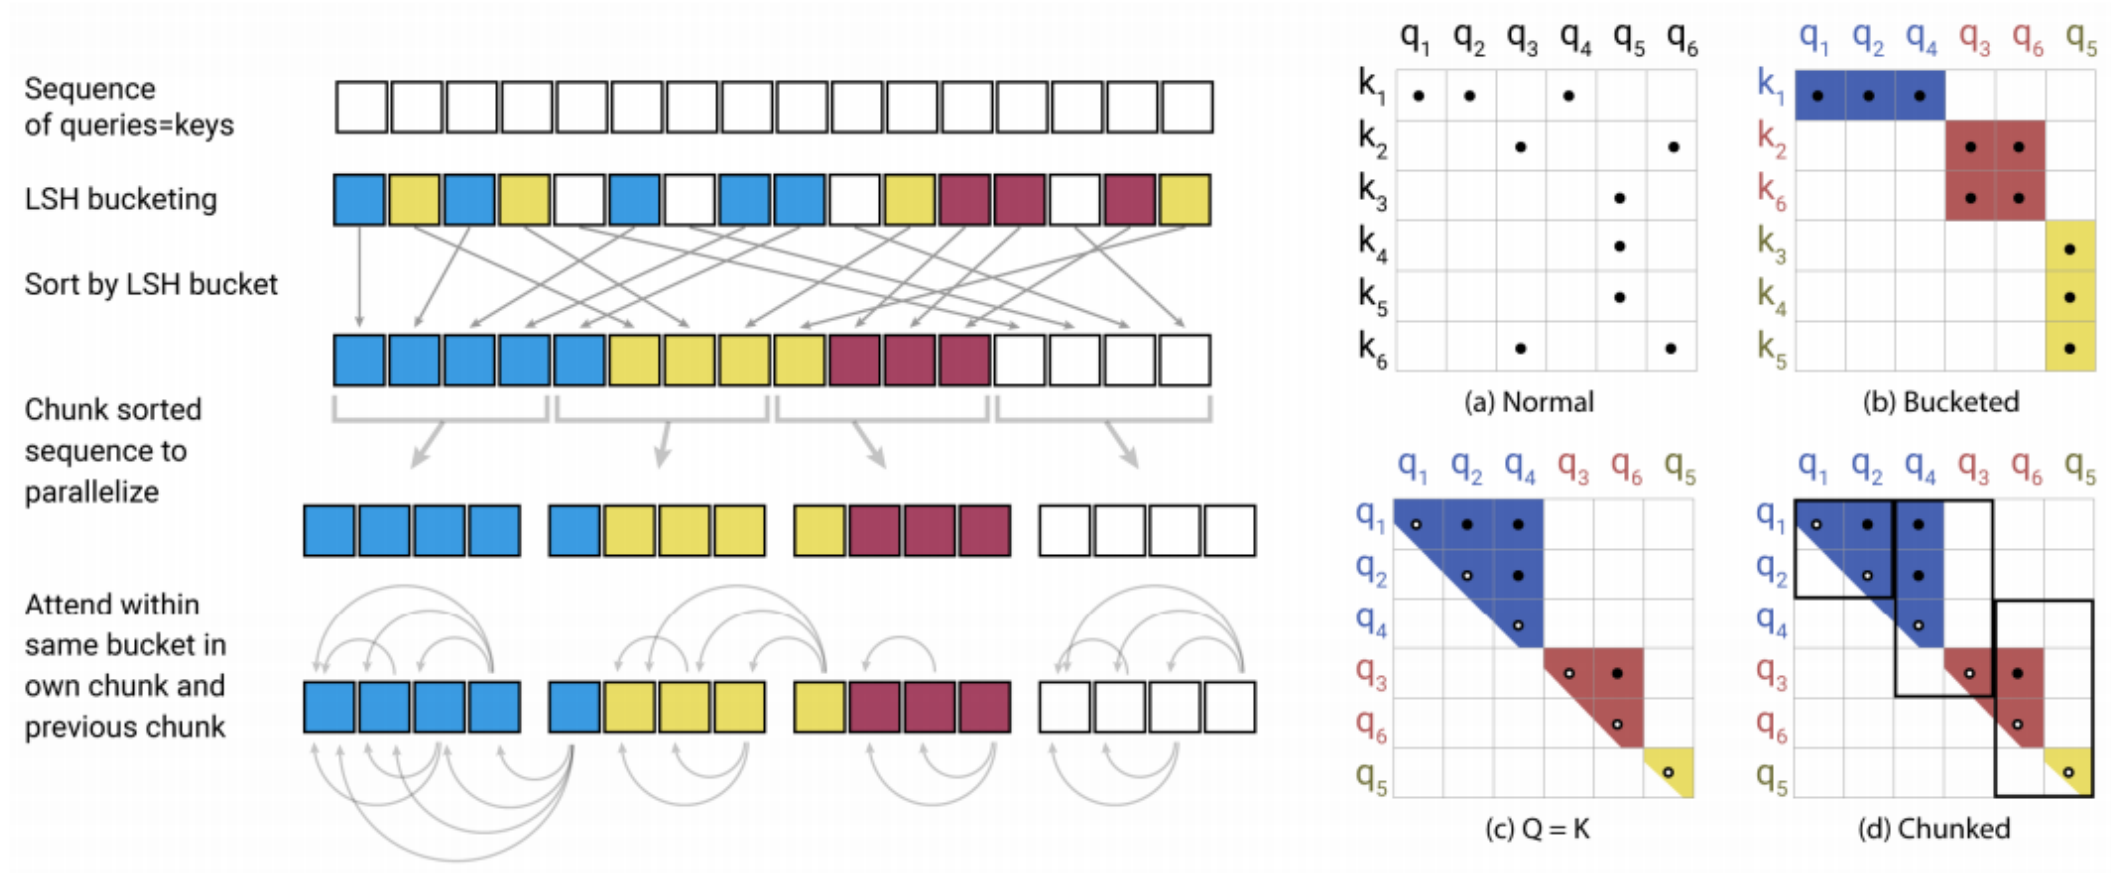 Sequence
of queries=keys
LSH bucketing
Sort by LSH bucket
Chunk sorted
sequence to
parallelize
Attend within
same bucket in
own chunk and
previous chunk
q1 q2 q3 q4 q5 q6
k1
k2
k3
k4
k5
k6
(a) Normal
q1 q2 q4 q3 q6 q5
k1
k2
k6
k3
k4
k5
(b) Bucketed
q1 q2 q4 q3 q6 q5
q1
q2
q4
q3
q6
q5
(c) Q = K
q1 q2 q4 q3 q6 q5
q1
q2
q4
q3
q6
q5
(d) Chunked